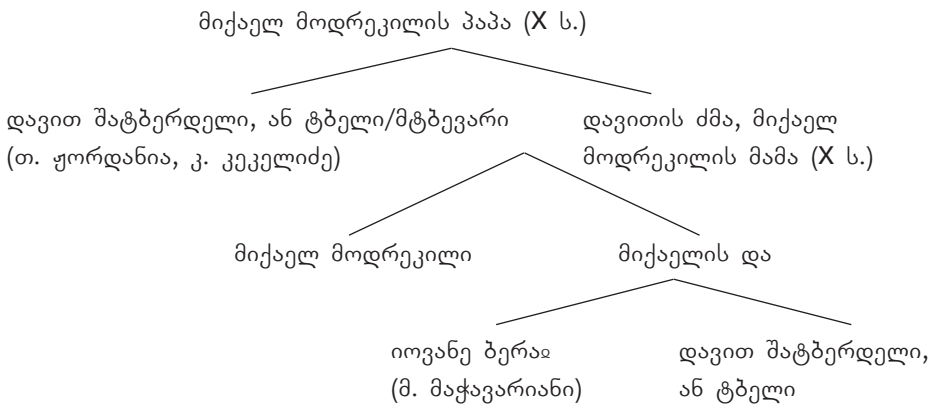 მიქაელ მოდრეკილის პაპა (X ს.)
დავით შატბერდელი, ან ტბელი/მტბევარი
(თ. ჟორდანია, კ. კეკელიძე)
დავითის ძმა, მიქაელ
მოდრეკილის მამა (X ს.)
მიქაელ მოდრეკილი
მიქაელის და
იოვანე ბერაჲ
(მ. მაჭავარიანი)
დავით შატბერდელი,
ან ტბელი